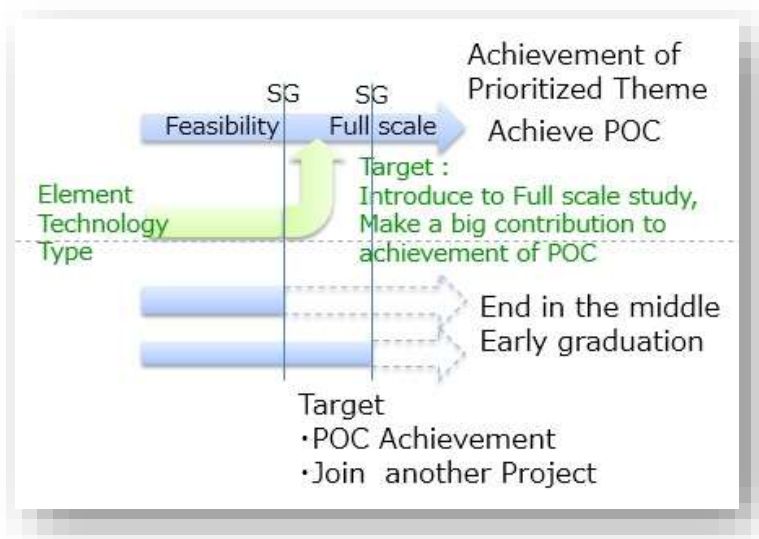 Achievement of
Prioritized Theme
SG SG
Feasibility Full scale Achieve POC
Element
Technology
Type
Target :
Introduce to Full scale study,
Make a big contribution to
achievement of POC
End in the middle
Early graduation
Target
・POC Achievement
・Join another Project